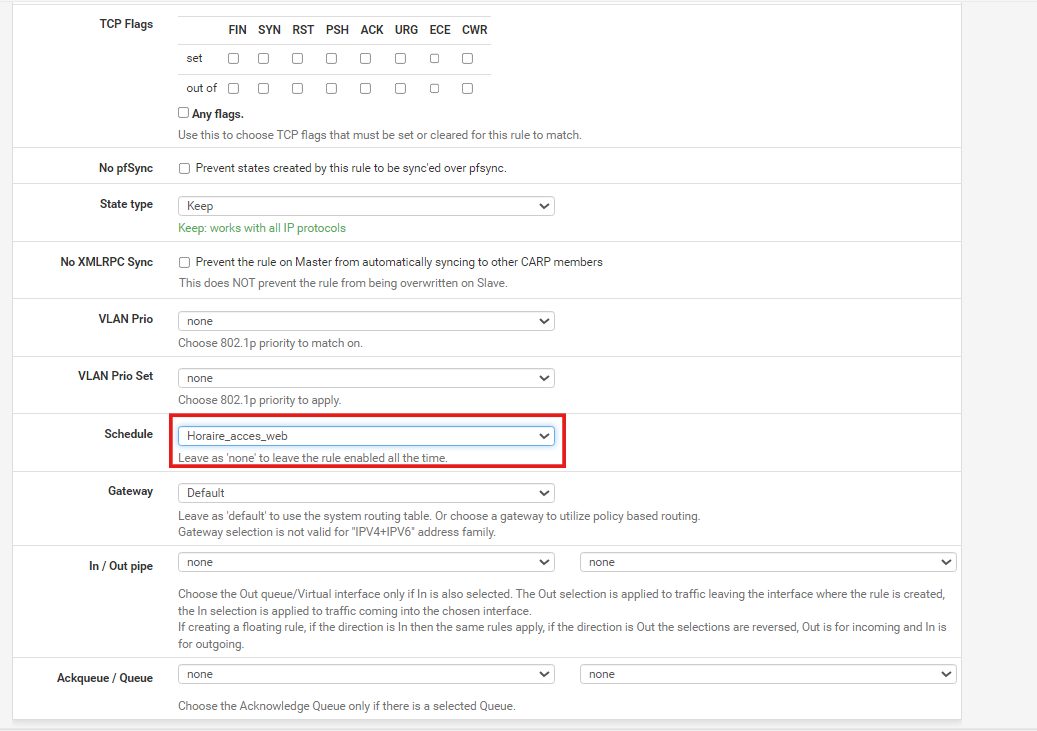 TCP Flags
FIN SYN RST PSH ACK URG ECE CWR
set
out of
Any flags.
Use this to choose TCP flags that must be set or cleared for this rule to match.
No pfSync
Prevent states created by this rule to be sync'ed over pfsync.
State type
Keep
Keep: works with all IP protocols
No XMLRPC Sync
Prevent the rule on Master from automatically syncing to other CARP members
This does NOT prevent the rule from being overwritten on Slave.
VLAN Prio
none
Choose 802.1p priority to match on.
VLAN Prio Set
none
Choose 802.1p priority to apply.
Schedule
Horaire_acces_web
Leave as 'none' to leave the rule enabled all the time.
Gateway
Default
Leave as 'default' to use the system routing table. Or choose a gateway to utilize policy based routing.
Gateway selection is not valid for "IPV4+IPV6" address family.
In / Out pipe
none
none
Choose the Out queue/Virtual interface only if In is also selected. The Out selection is applied to traffic leaving the interface where the rule is created,
the In selection is applied to traffic coming into the chosen interface.
If creating a floating rule, if the direction is In then the same rules apply, if the direction is Out the selections are reversed, Out is for incoming and In is
for outgoing.
Ackqueue / Queue
none
none
Choose the Acknowledge Queue only if there is a selected Queue.